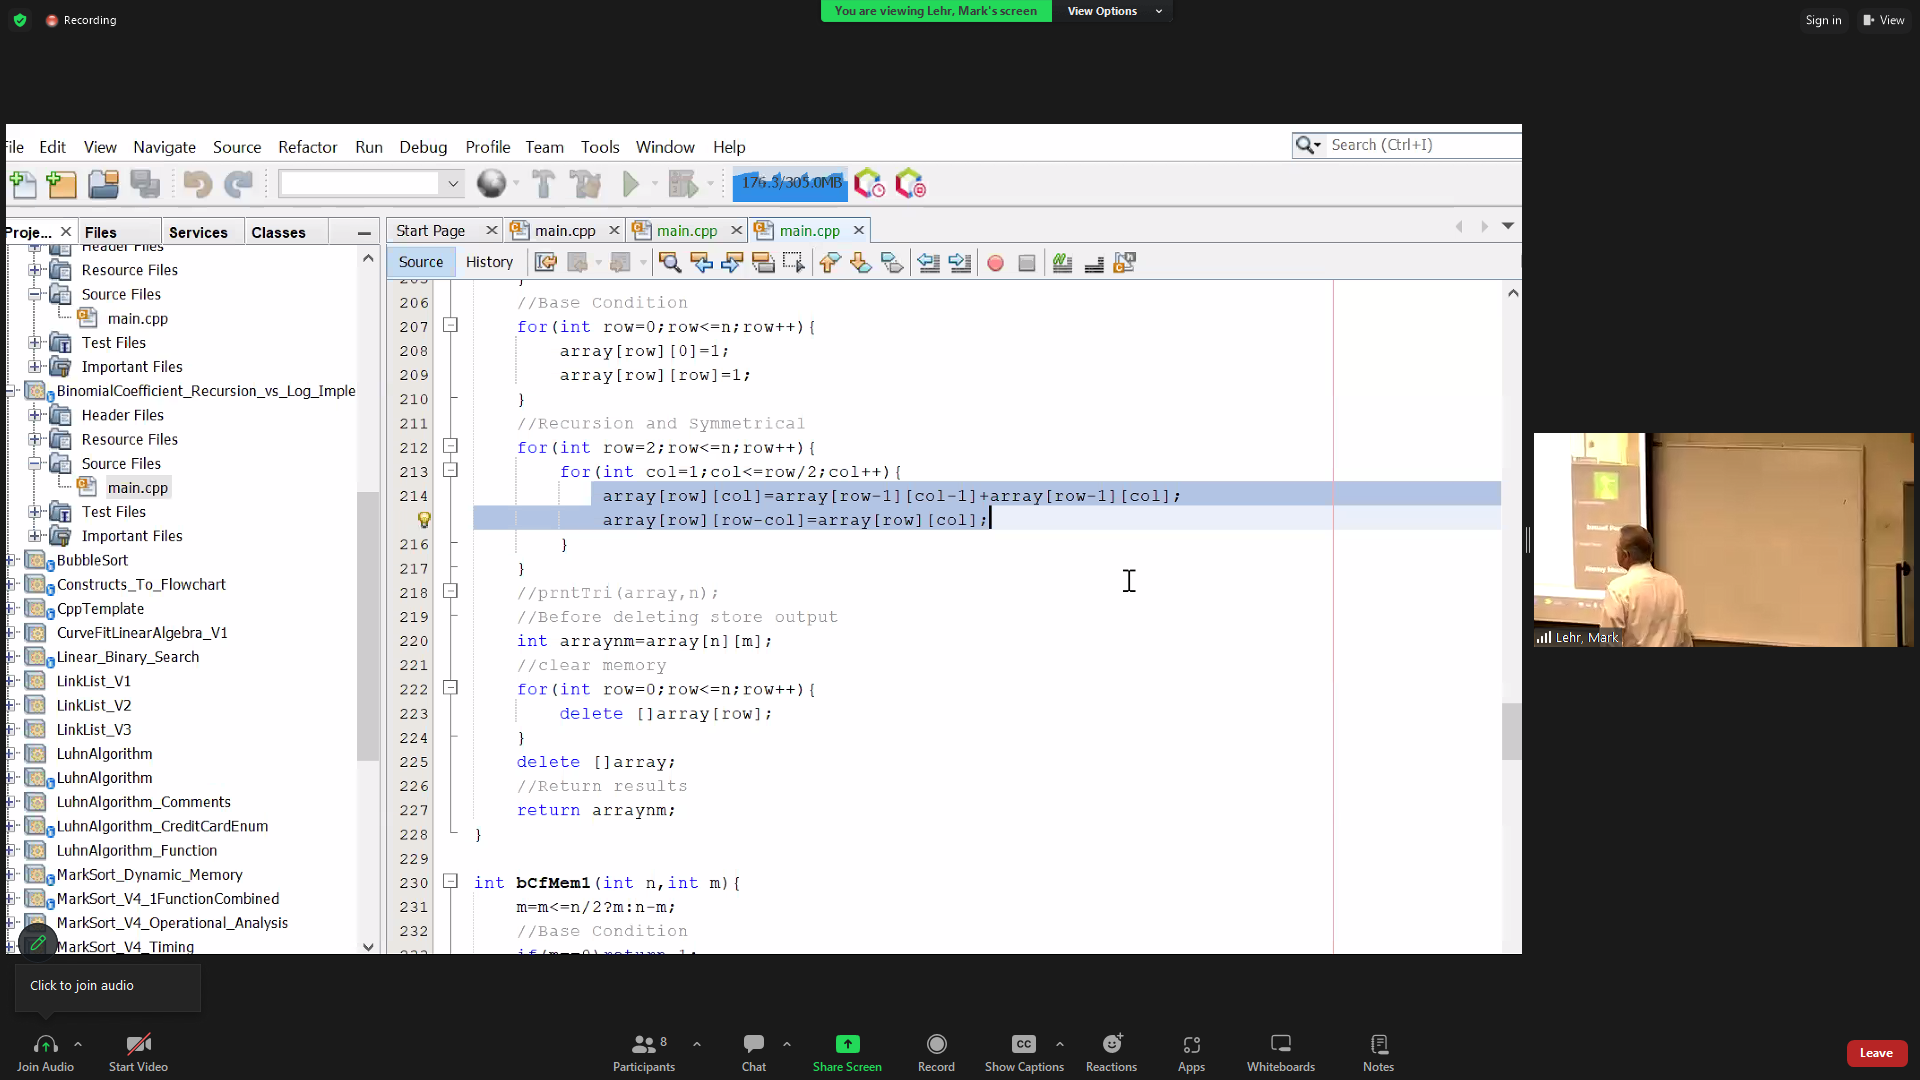 Recording
You are viewing Lehr, Mark's screen
View Options
Sign in
View
ile Edit View Navigate Source Refactor Run Debug Profile Team Tools Window Help
Search (Ctrl+I)
176.3/305.0MB
Proje... Files Services Classes
Start Page main.cpp main.cpp main.cpp
Source History
Header Files
Resource Files
Source Files
main.cpp
Test Files
Important Files
BinomialCoefficient_Recursion_vs_Log_Imple
Header Files
Resource Files
Source Files
main.cpp
Test Files
Important Files
BubbleSort
Constructs_To_Flowchart
CppTemplate
CurveFitLinearAlgebra_V1
Linear_Binary_Search
LinkList_V1
LinkList_V2
LinkList_V3
LuhnAlgorithm
LuhnAlgorithm
LuhnAlgorithm_Comments
LuhnAlgorithm_CreditCardEnum
LuhnAlgorithm_Function
MarkSort_Dynamic_Memory
MarkSort_V4_1FunctionCombined
MarkSort_V4_Operational_Analysis
MarkSort_V4_Timing
205 }
206 //Base Condition
207 for(int row=0;row<=n;row++){
208 array[row][0]=1;
209 array[row][row]=1;
210 }
211 //Recursion and Symmetrical
212 for(int row=2;row<=n;row++){
213 for(int col=1;col<=row/2;col++){
214 array[row][col]=array[row-1][col-1]+array[row-1][col];
array[row][row-col]=array[row][col];
216 }
217 }
218 //prntTri(array,n);
219 //Before deleting store output
220 int arraynm=array[n][m];
221 //clear memory
222 for(int row=0;row<=n;row++){
223 delete []array[row];
224 }
225 delete []array;
226 //Return results
227 return arraynm;
228 }
229
230 int bCfMem1(int n,int m){
231 m=m<=n/2?m:n-m;
232 //Base Condition
233 if(m==0)return 1;
Lehr, Mark
Click to join audio
Join Audio
Start Video
8
Participants
Chat
Share Screen
Record
CC
Show Captions
Reactions
Apps
Whiteboards
Notes
Leave